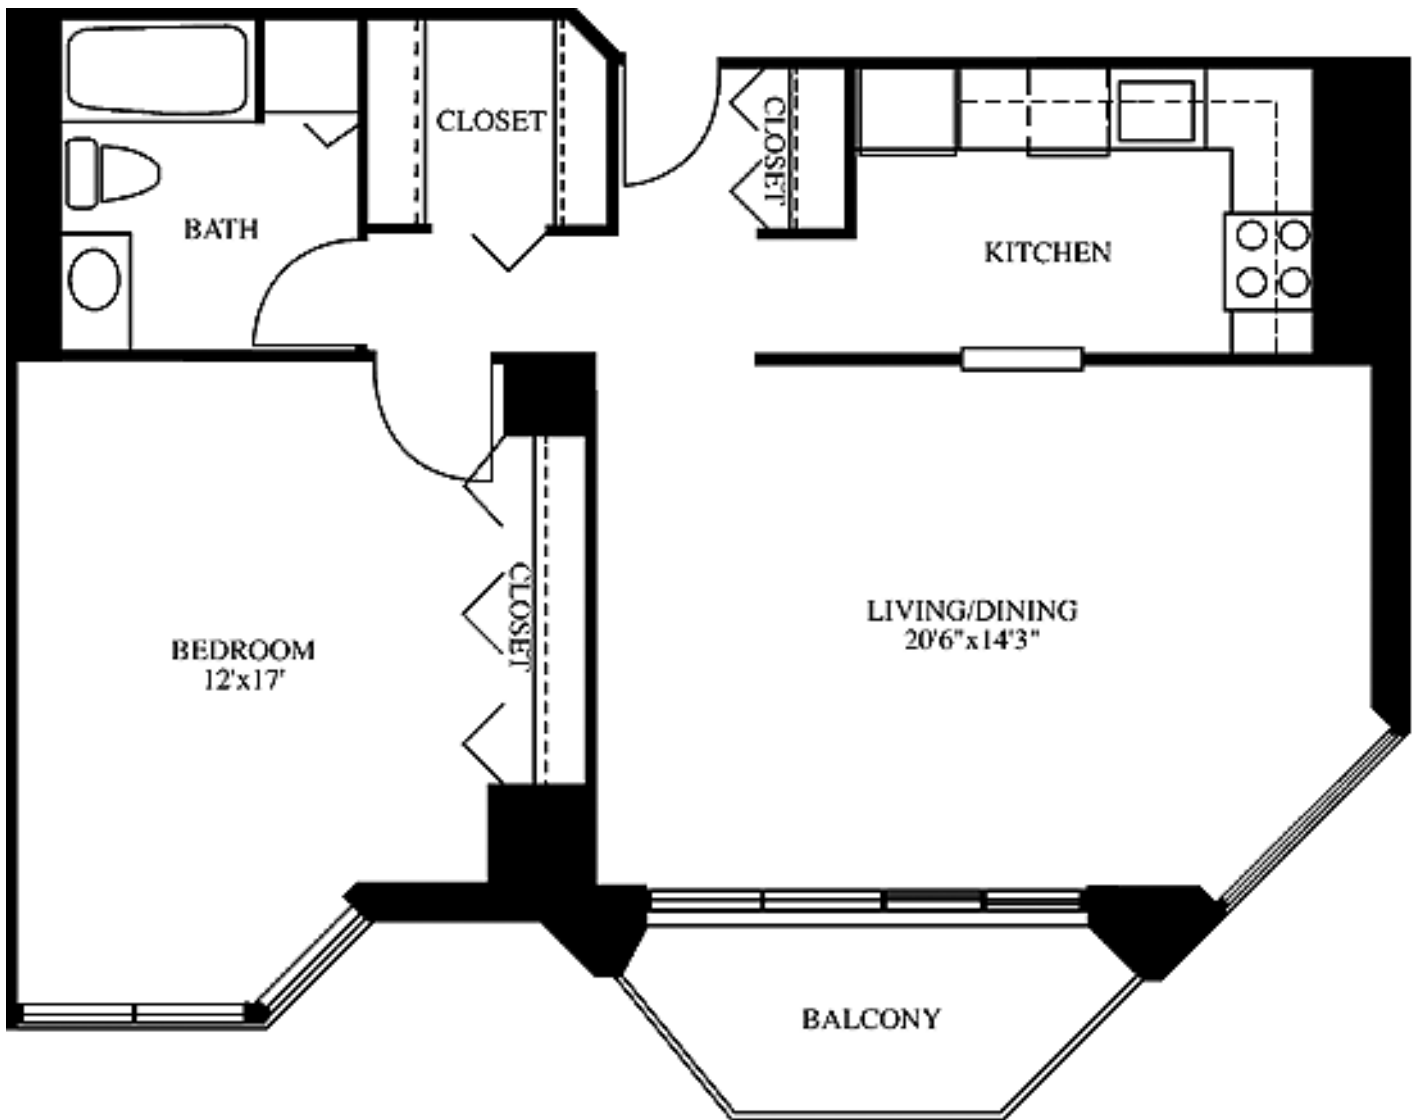 CLOSET
CLOSET
BATH
KITCHEN
CLOSET
LIVING/DINING
20'6"x14'3"
BEDROOM
12'x17'
BALCONY